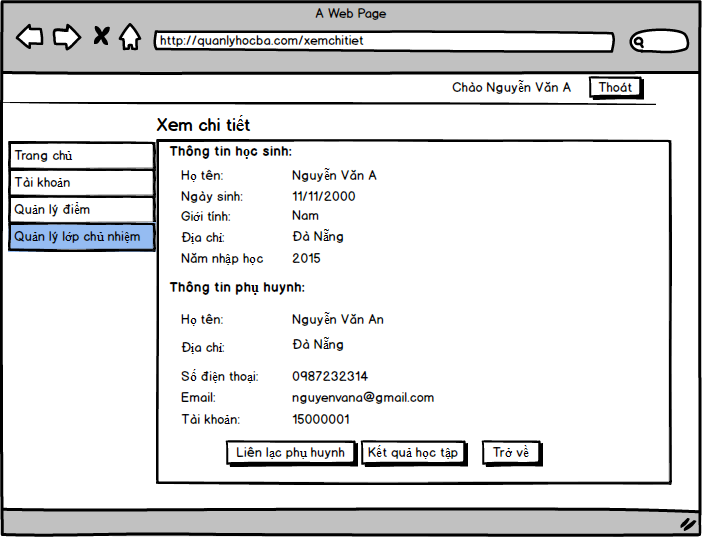 A Web Page
http://quanlyhocba.com/xemchitiet
Chào Nguyễn Văn A Thoát
Xem chi tiết
Trang chủ
Tài khoản
Quản lý điểm
Quản lý lớp chủ nhiệm
Thông tin học sinh:
Họ tên: Nguyễn Văn A
Ngày sinh: 11/11/2000
Giới tính: Nam
Địa chỉ: Đà Nẵng
Năm nhập học 2015
Thông tin phụ huynh:
Họ tên: Nguyễn Văn An
Địa chỉ: Đà Nẵng
Số điện thoại: 0987232314
Email: nguyenvana@gmail.com
Tài khoản: 15000001
Liên lạc phụ huynh Kết quả học tập Trở về